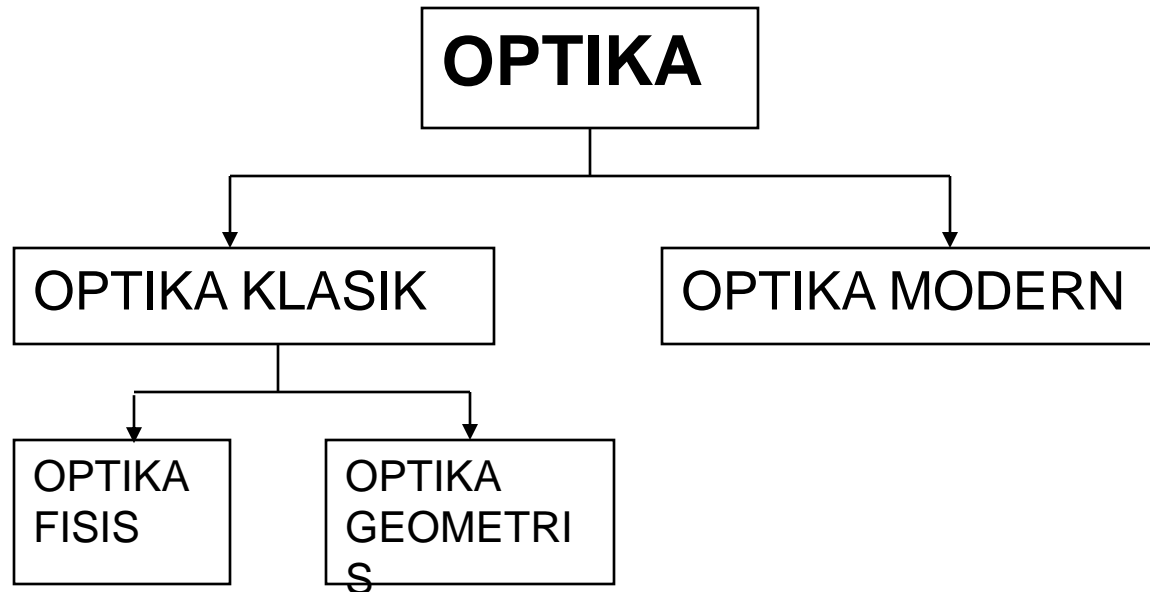 OPTIKA
OPTIKA KLASIK
OPTIKA MODERN
OPTIKA
FISIS
OPTIKA
GEOMETRI
S